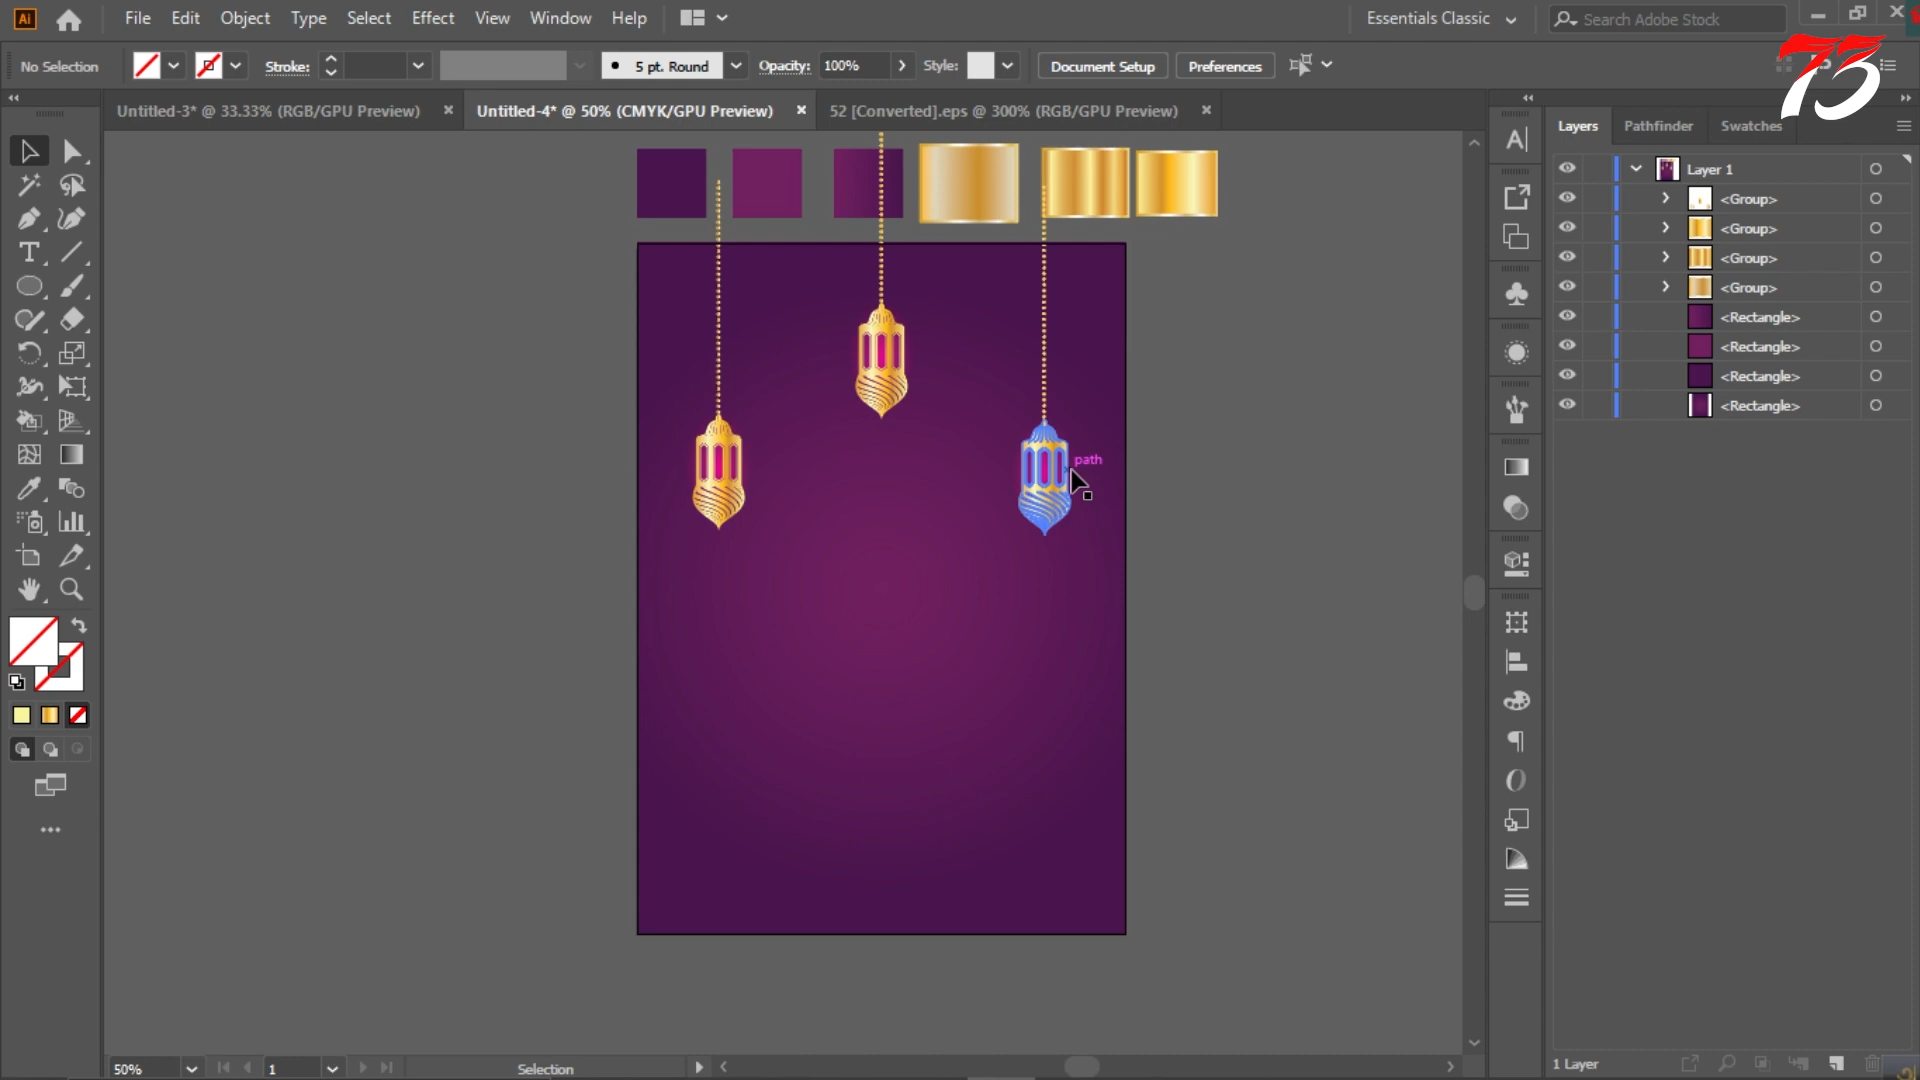 Ai File Edit Object Type Select Effect View Window Help Essentials Classic Search Adobe Stock
No Selection Stroke: 5 pt. Round Opacity: 100% Style: Document Setup Preferences
73
Untitled-3* @ 33.33% (RGB/GPU Preview) Untitled-4* @ 50% (CMYK/GPU Preview) 52 [Converted].eps @ 300% (RGB/GPU Preview)
Layers Pathfinder Swatches
Layer 1
<Group>
<Group>
<Group>
<Group>
<Rectangle>
<Rectangle>
<Rectangle>
<Rectangle>
path
50% 1 Selection
1 Layer